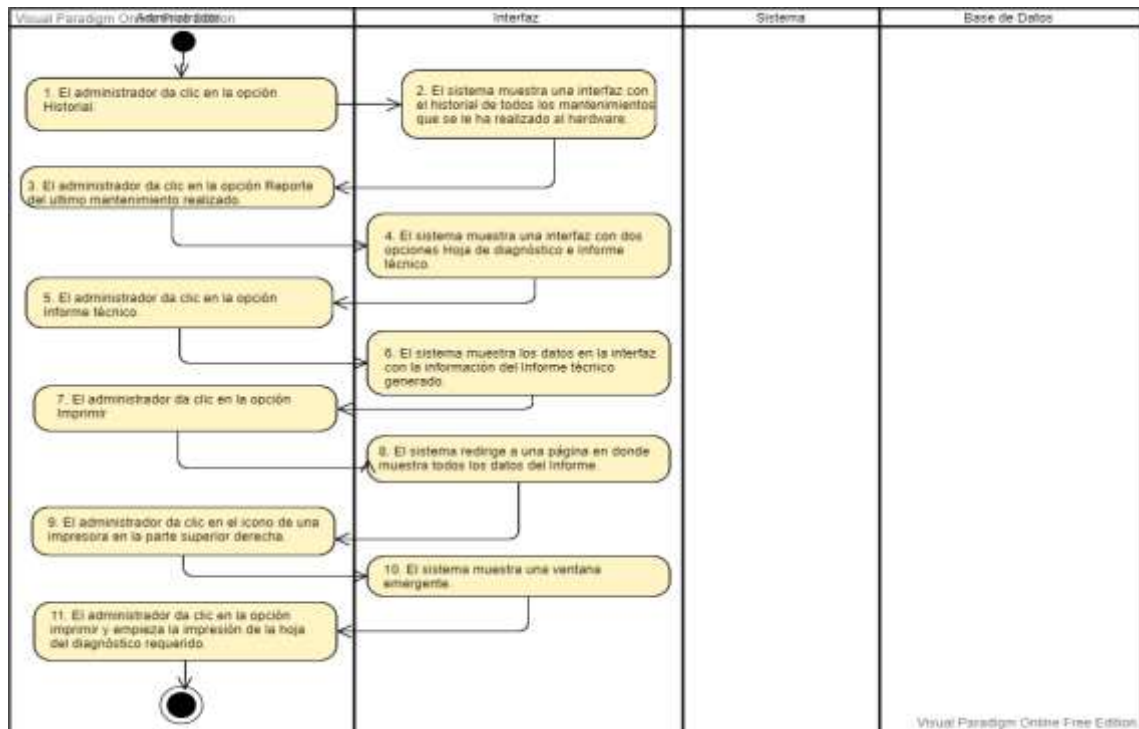 Visual Paradigm Online Free Edition
Administrador
Interfaz
Sistema
Base de Datos
1. El administrador da clic en la opción
Historial
2. El sistema muestra una interfaz con
el historial de todos los mantenimientos
que se le ha realizado al hardware.
3. El administrador da clic en la opción Reporte
del ultimo mantenimiento realizado.
4. El sistema muestra una interfaz con dos
opciones Hoja de diagnóstico e Informe
técnico.
5. El administrador da clic en la opción
Informe técnico.
6. El sistema muestra los datos en la interfaz
con la información del Informe técnico
generado.
7. El administrador da clic en la opción
Imprimir
8. El sistema redirige a una página en donde
muestra todos los datos del Informe.
9. El administrador da clic en el icono de una
impresora en la parte superior derecha.
10. El sistema muestra una ventana
emergente.
11. El administrador da clic en la opción
imprimir y empieza la impresión de la hoja
del diagnóstico requerido.
Visual Paradigm Online Free Edition